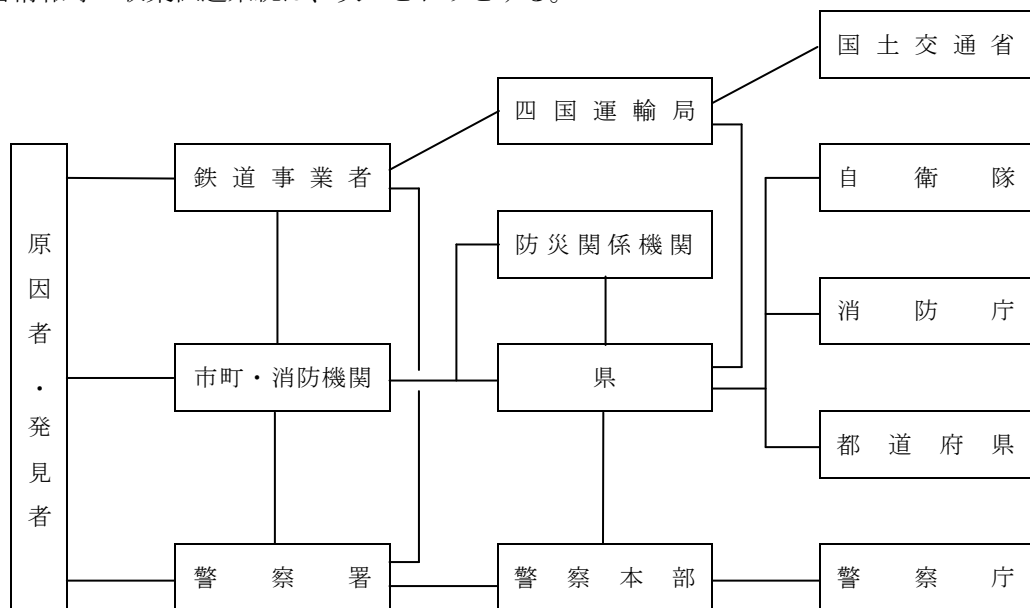 国土交通省
四国運輸局
鉄道事業者
自衛隊
防災関係機関
原因者・発見者
消防庁
市町・消防機関
県
都道府県
警察署
警察本部
警察庁